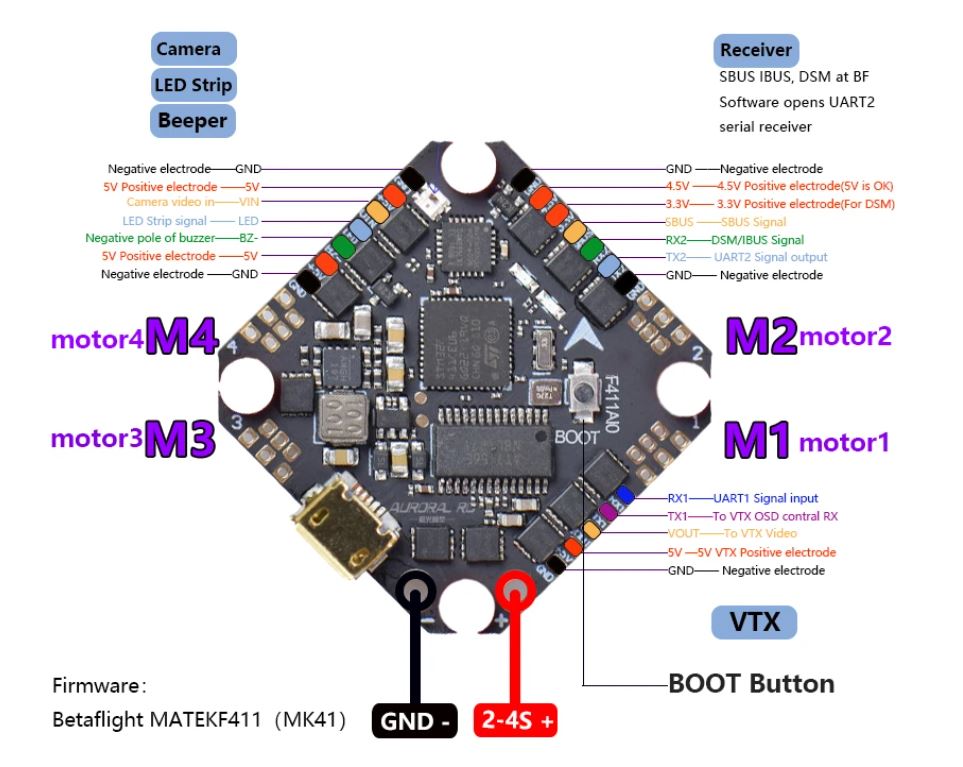 Camera
LED Strip
Beeper
Receiver
SBUS IBUS, DSM at BF
Software opens UART2
serial receiver
Negative electrode GND
5V Positive electrode 5V
Camera video in VIN
LED Strip signal LED
Negative pole of buzzer BZ-
5V Positive electrode 5V
Negative electrode GND
GND Negative electrode
4.5V 4.5V Positive electrode(5V is OK)
3.3V 3.3V Positive electrode(For DSM)
SBUS SBUS Signal
RX2 DSM/IBUS Signal
TX2 UART2 Signal output
GND Negative electrode
motor4 M4
4
M2 motor2
2
motor3 M3
3
M1 motor1
1
F411AIO
BOOT
AURORA RC
GND
GND
RX1 UART1 Signal input
TX1 To VTX OSD contral RX
VOUT To VTX Video
5V 5V VTX Positive electrode
GND Negative electrode
- +
VTX
BOOT Button
Firmware:
Betaflight MATEKF411（MK41）
GND -
2-4S +